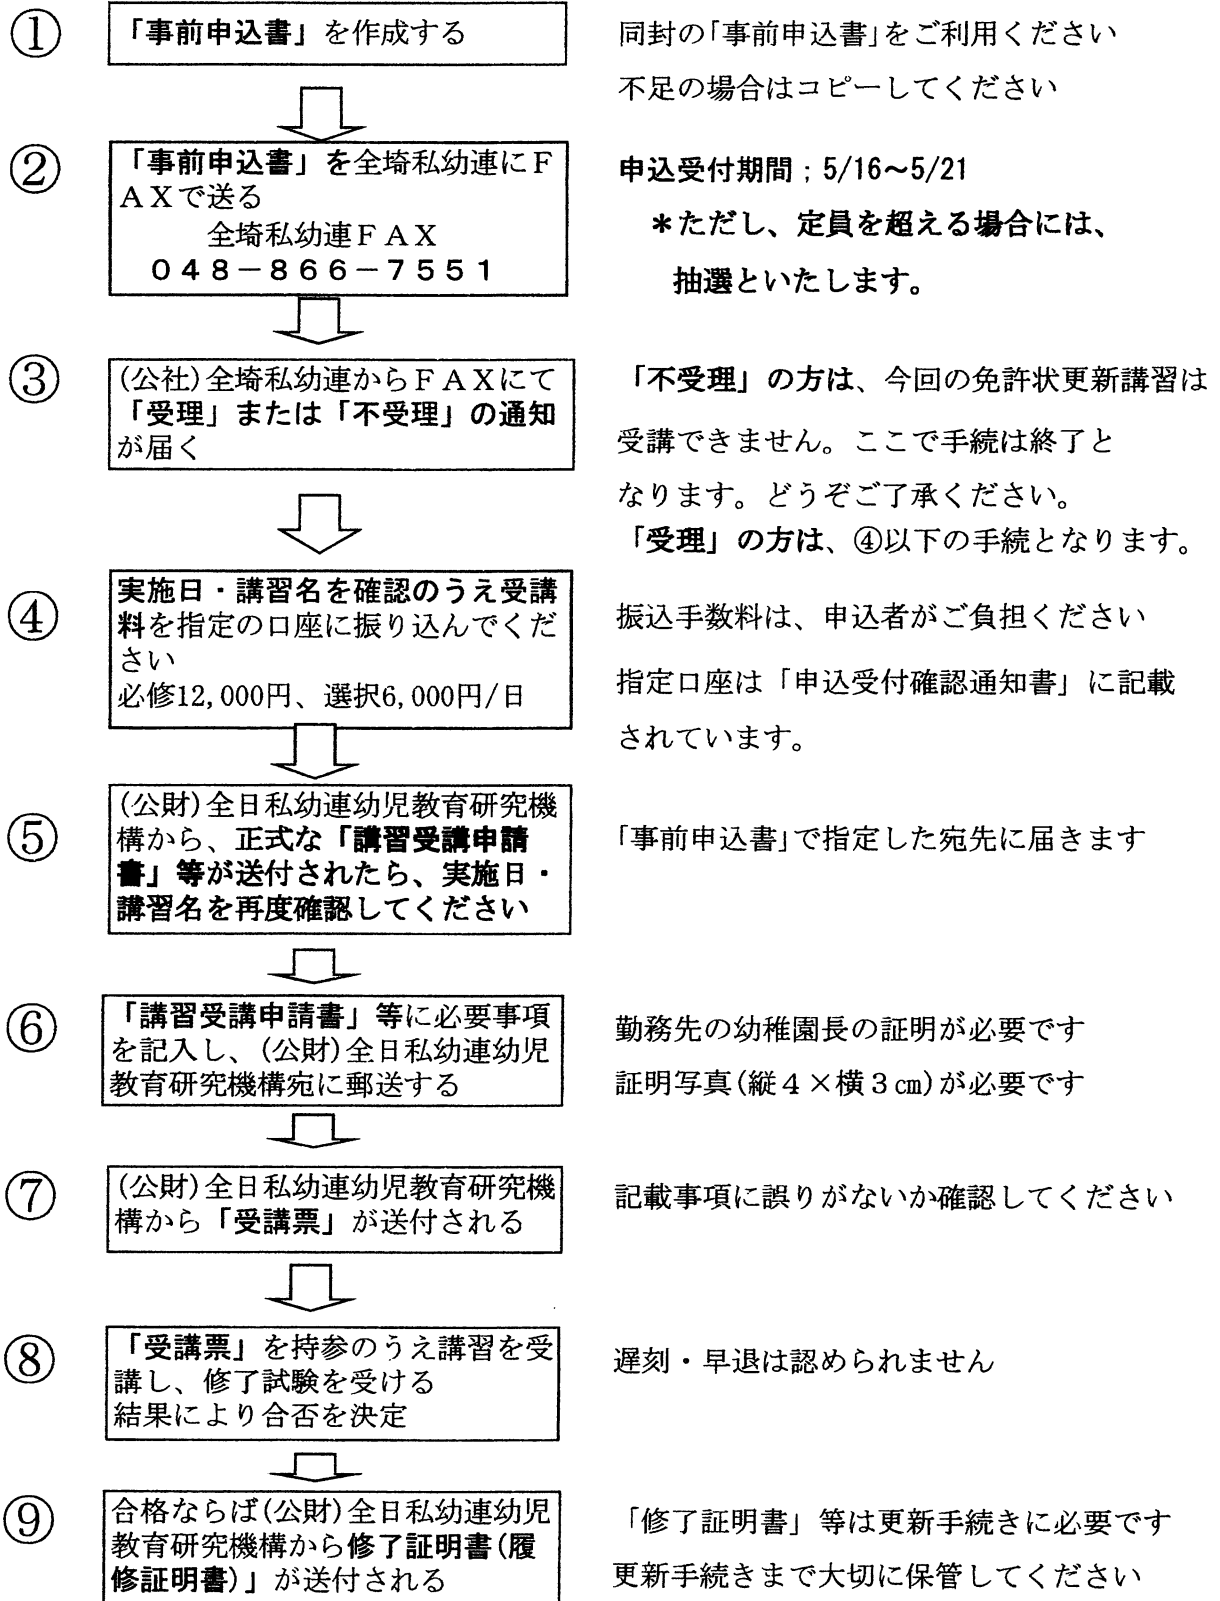 ①
「事前申込書」を作成する
同封の「事前申込書」をご利用ください
不足の場合はコピーしてください
②
「事前申込書」を全埼私幼連にＦ
ＡＸで送る
全埼私幼連ＦＡＸ
０４８－８６６－７５５１
申込受付期間；5/16～5/21
＊ただし、定員を超える場合には、
抽選といたします。
③
(公社)全埼私幼連からＦＡＸにて
「受理」または「不受理」の通知
が届く
「不受理」の方は、今回の免許状更新講習は
受講できません。ここで手続は終了と
なります。どうぞご了承ください。
「受理」の方は、④以下の手続となります。
④
実施日・講習名を確認のうえ受講
料を指定の口座に振り込んでくだ
さい
必修12,000円、選択6,000円/日
振込手数料は、申込者がご負担ください
指定口座は「申込受付確認通知書」に記載
されています。
⑤
(公財)全日私幼連幼児教育研究機
構から、正式な「講習受講申請
書」等が送付されたら、実施日・
講習名を再度確認してください
「事前申込書」で指定した宛先に届きます
⑥
「講習受講申請書」等に必要事項
を記入し、(公財)全日私幼連幼児
教育研究機構宛に郵送する
勤務先の幼稚園長の証明が必要です
証明写真(縦４×横３㎝)が必要です
⑦
(公財)全日私幼連幼児教育研究機
構から「受講票」が送付される
記載事項に誤りがないか確認してください
⑧
「受講票」を持参のうえ講習を受
講し、修了試験を受ける
結果により合否を決定
遅刻・早退は認められません
⑨
合格ならば(公財)全日私幼連幼児
教育研究機構から修了証明書(履
修証明書)」が送付される
「修了証明書」等は更新手続きに必要です
更新手続きまで大切に保管してください